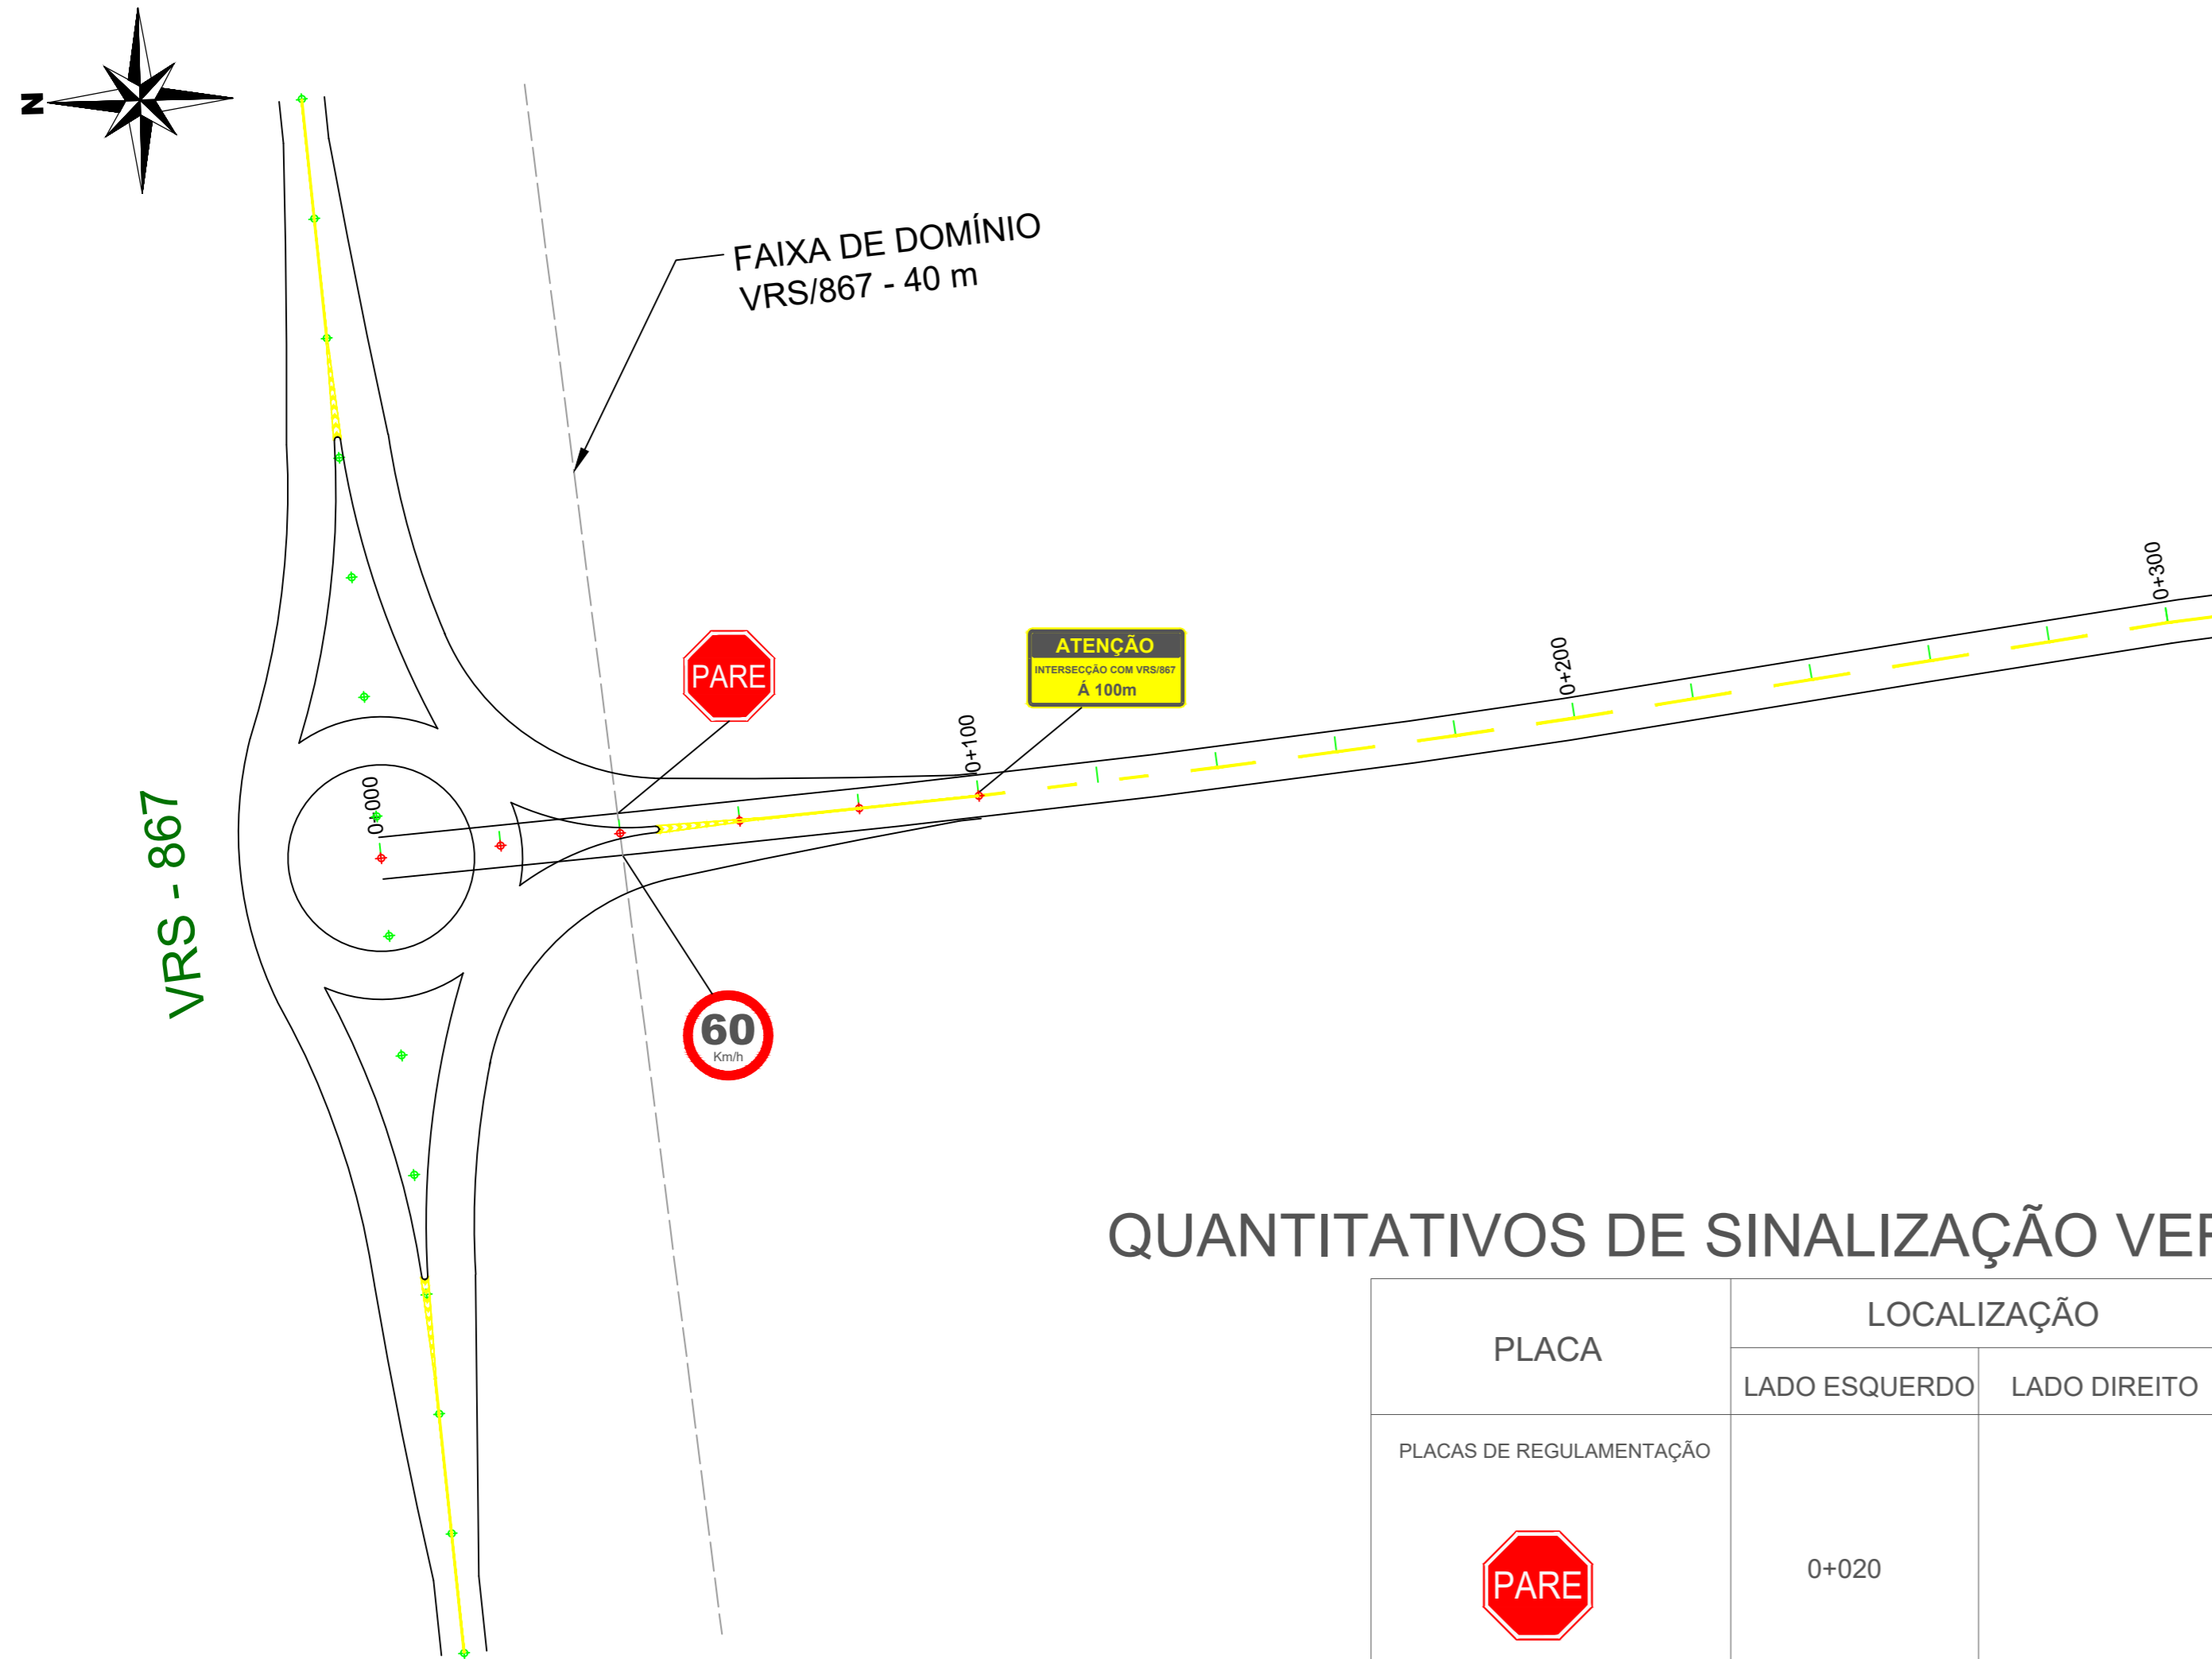 N
FAIXA DE DOMÍNIO
VRS/867 - 40 m
0+300
PARE
ATENÇÃO
INTERSECÇÃO COM VRS/867
Á 100m
0+200
0+100
0+000
VRS - 867
60
Km/h
QUANTITATIVOS DE SINALIZAÇÃO VER
PLACA
LOCALIZAÇÃO
LADO ESQUERDO
LADO DIREITO
PLACAS DE REGULAMENTAÇÃO
PARE
0+020